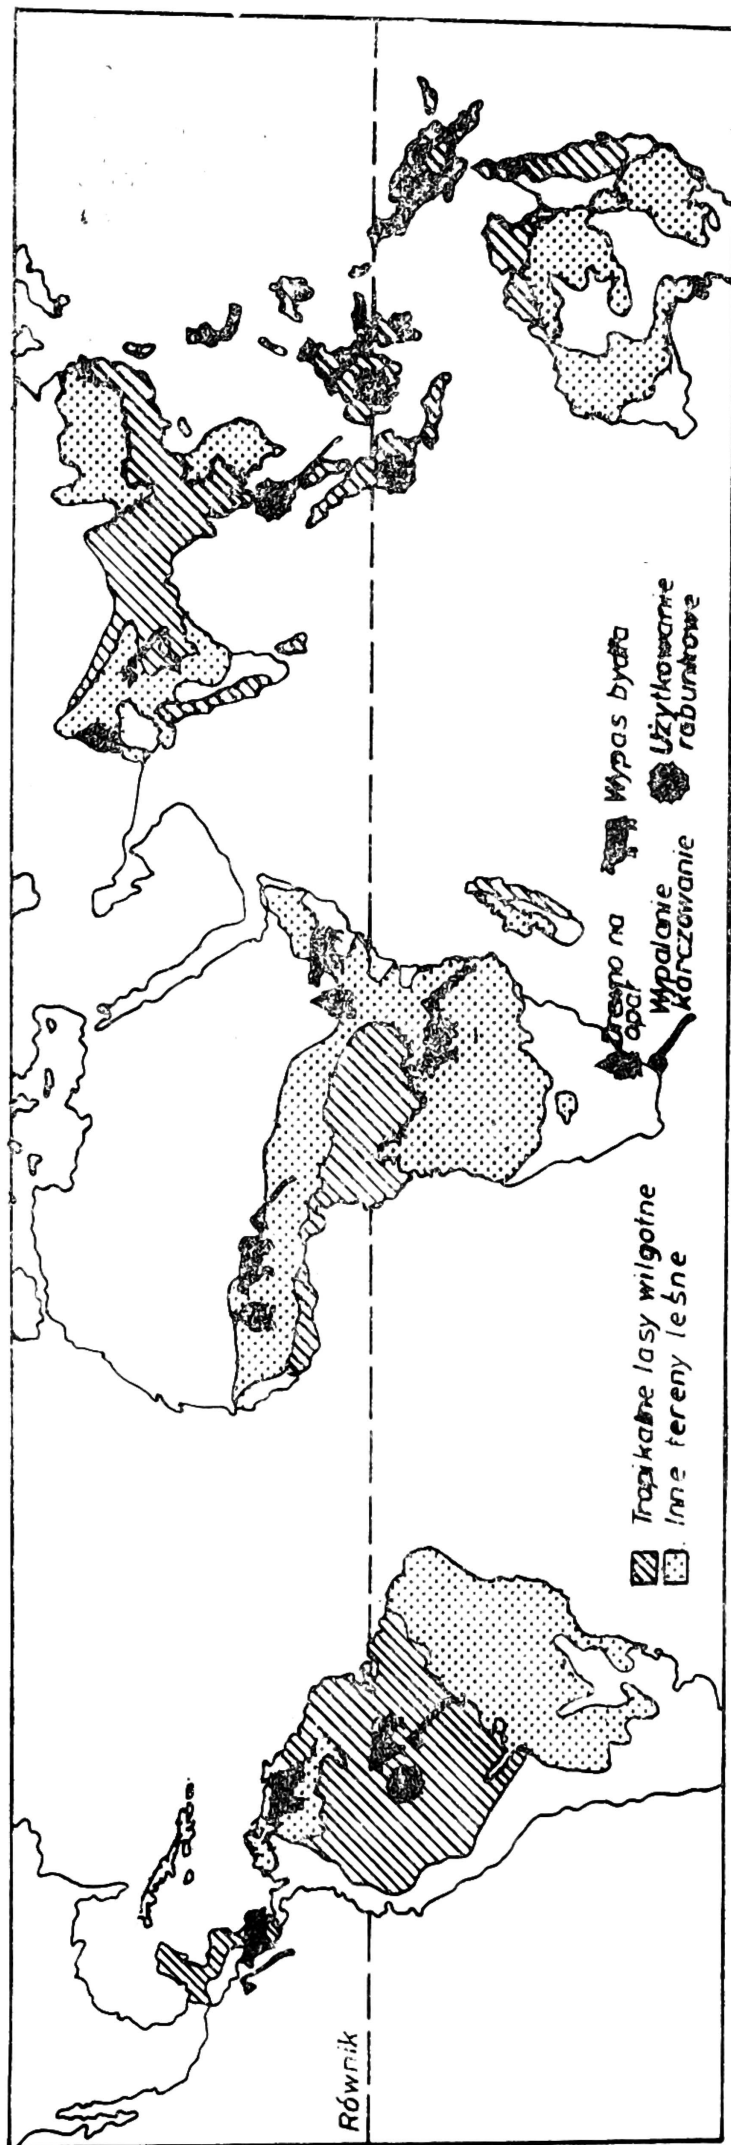 Równik
Tropikalne lasy wilgotne
Inne tereny leśne
Drewno na
opał
Wypalanie
Karczowanie
Wypas bydła
Użytkowanie
rabunkowe